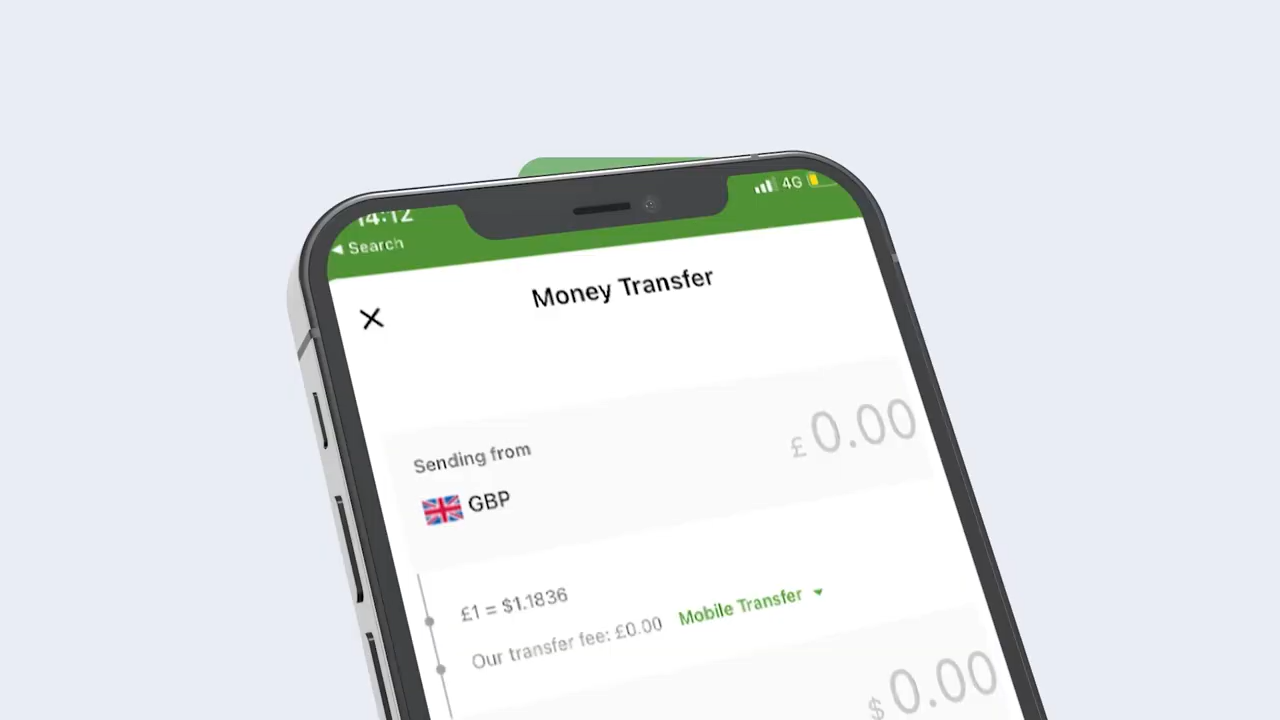 14:12
4G
◀ Search
Money Transfer
Sending from
£ 0.00
GBP
£1 = $1.1836
Our transfer fee: £0.00 Mobile Transfer
$ 0.00